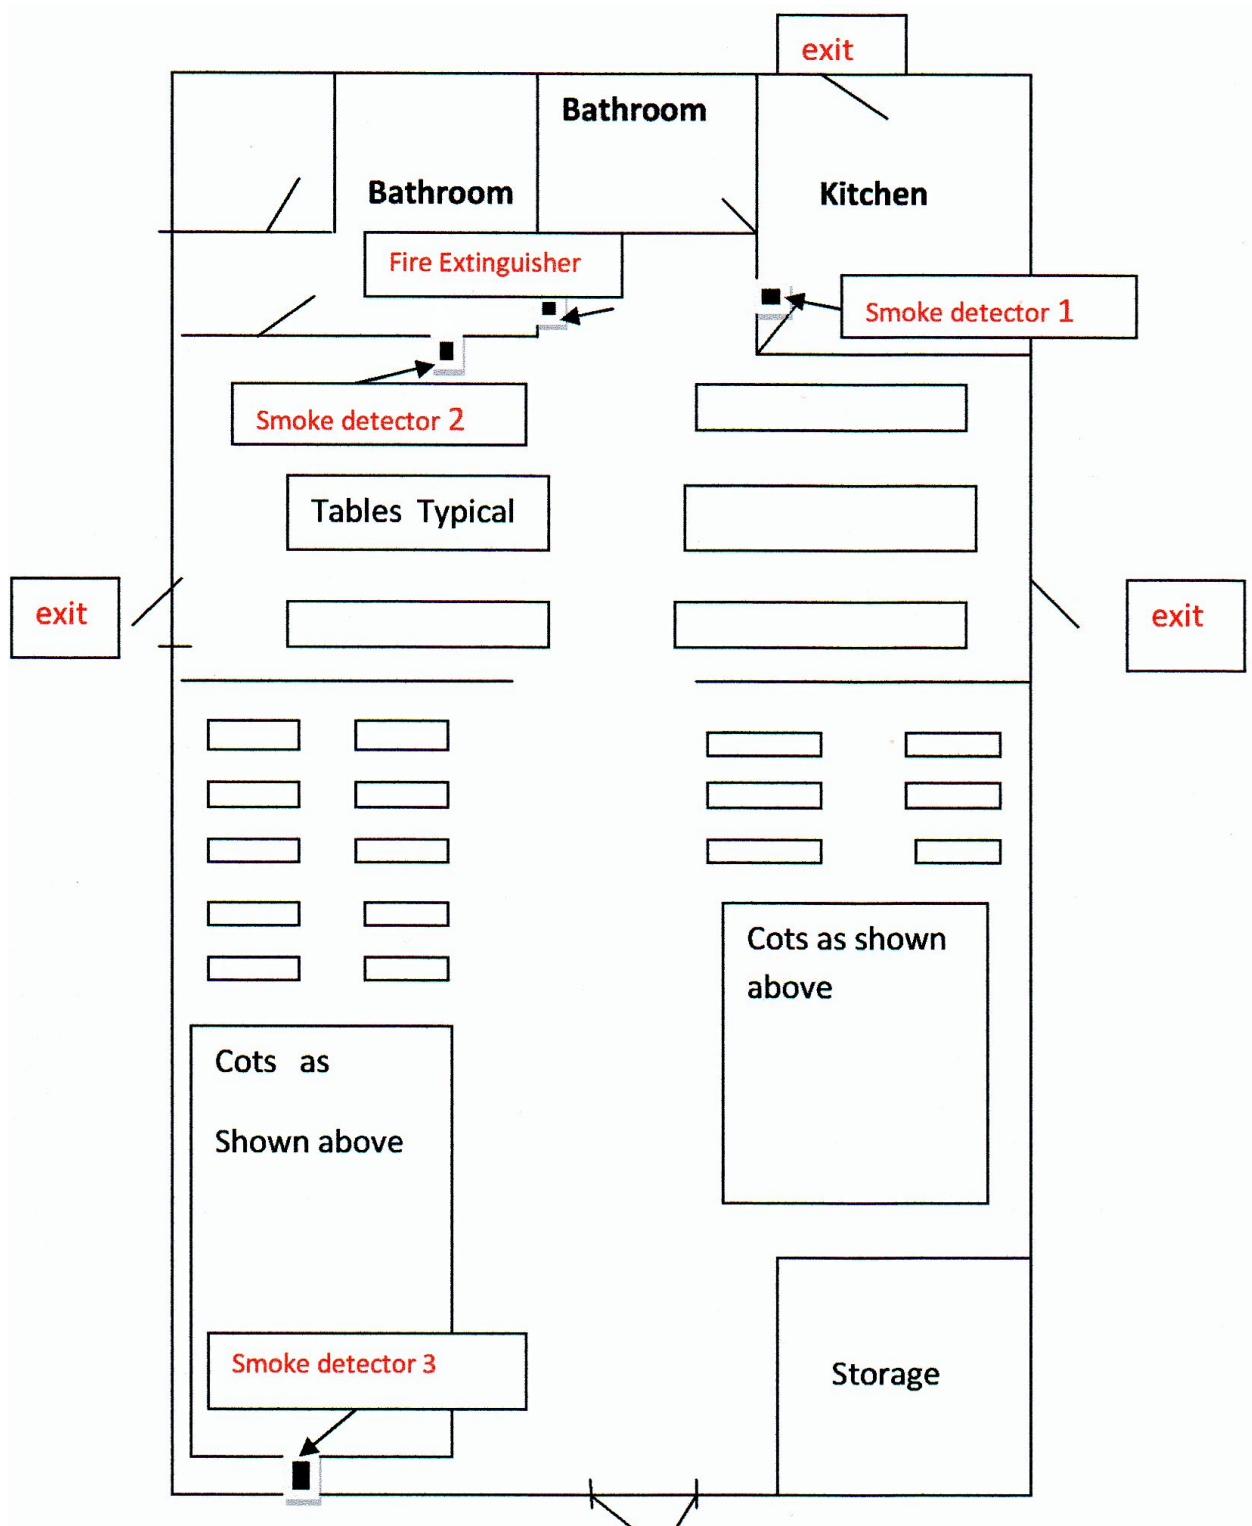 exit
Bathroom
Bathroom
Kitchen
Fire Extinguisher
Smoke detector 1
Smoke detector 2
Tables Typical
exit
exit
Cots as shown
above
Cots as
Shown above
Smoke detector 3
Storage